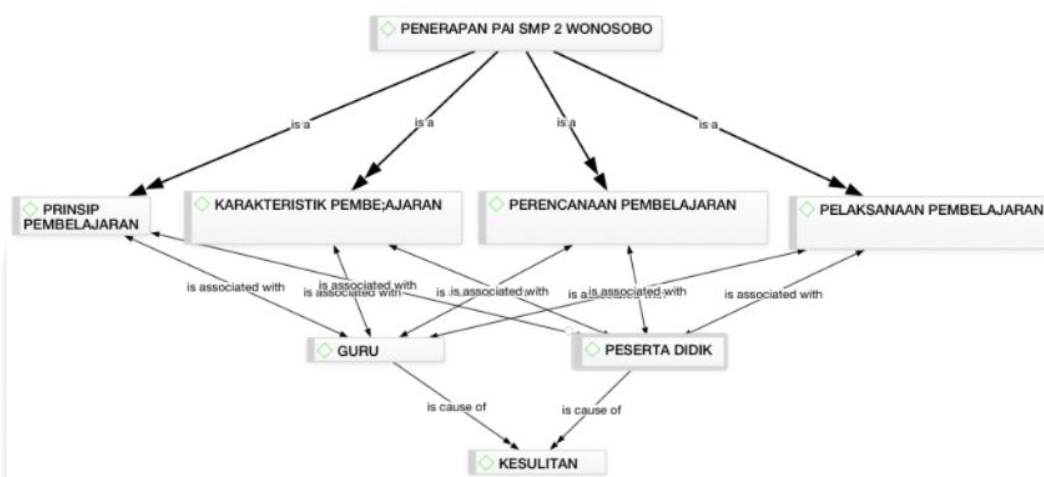 PENERAPAN PAI SMP 2 WONOSOBO
is a
is a
is a
is a
PRINSIP
PEMBELAJARAN
KARAKTERISTIK PEMBE;AJARAN
PERENCANAAN PEMBELAJARAN
PELAKSANAAN PEMBELAJARAN
is associated with
is associated with
is associated with
is associated with
is associated with
is associated with
GURU
PESERTA DIDIK
is cause of
is cause of
KESULITAN